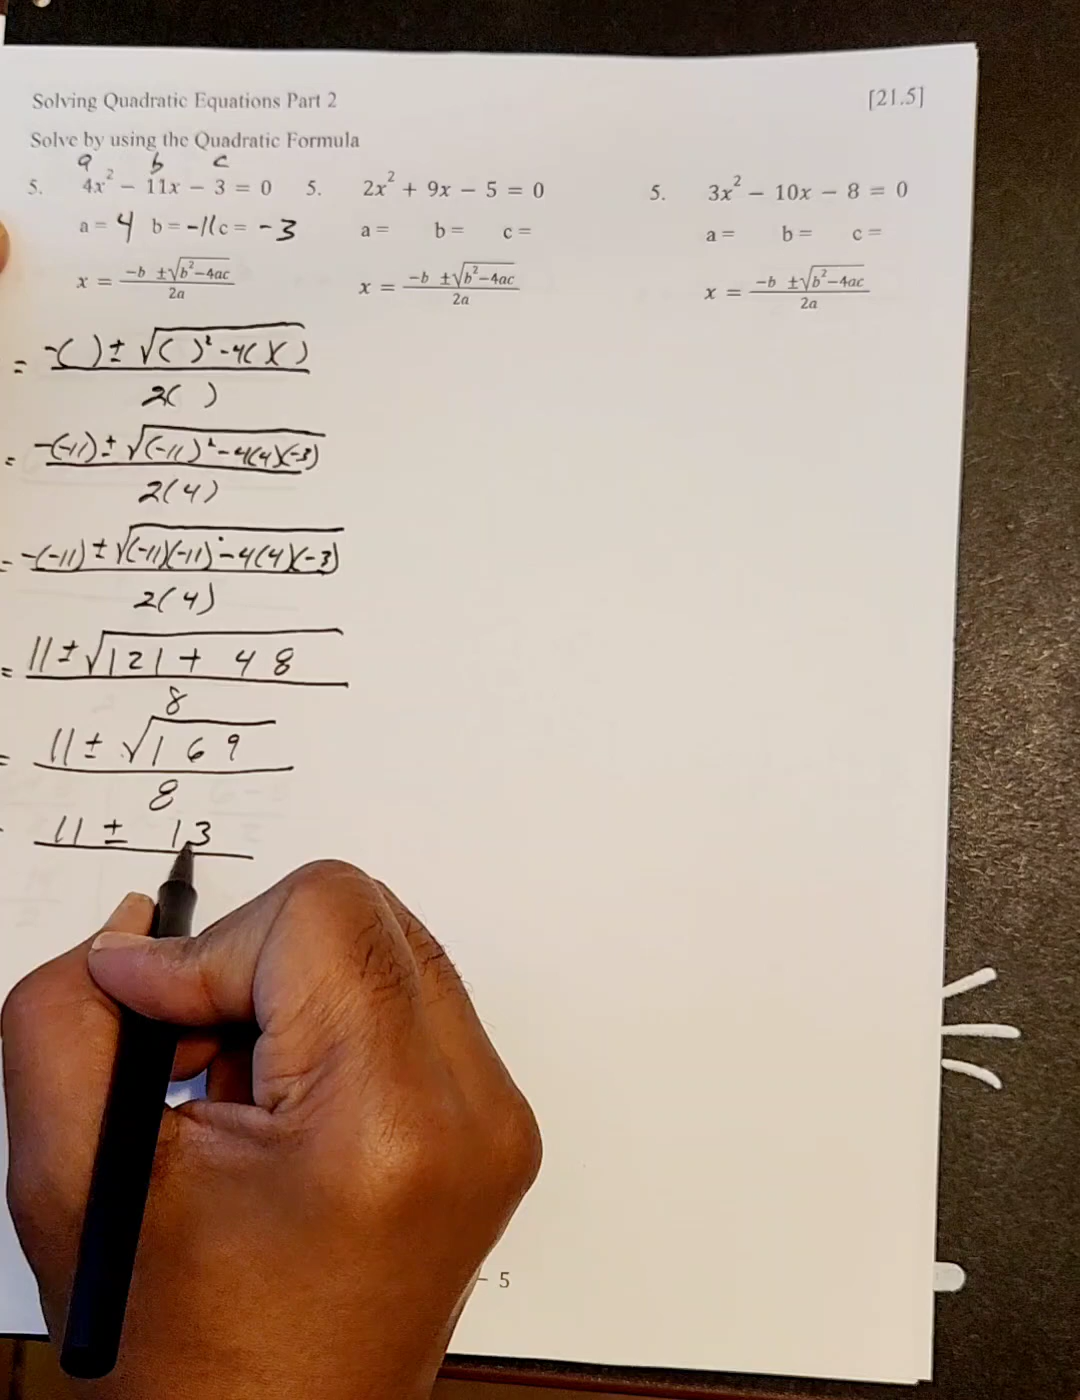 Solving Quadratic Equations Part 2 [21.5]
Solve by using the Quadratic Formula
a b c
5. 4x² − 11x − 3 = 0 5. 2x² + 9x − 5 = 0 5. 3x² − 10x − 8 = 0
a = 4 b = -11 c = -3 a = b = c = a = b = c =
x = (−b ±√(b²−4ac))/(2a) x = (−b ±√(b²−4ac))/(2a) x = (−b ±√(b²−4ac))/(2a)
= -( ) ± √( )² - 4( )( )
2( )
= -(-11) ± √(-11)² - 4(4)(-3)
2(4)
= -(-11) ± √(-11)(-11) - 4(4)(-3)
2(4)
= 11 ± √121 + 48
8
= 11 ± √169
8
11 ± 13
- 5